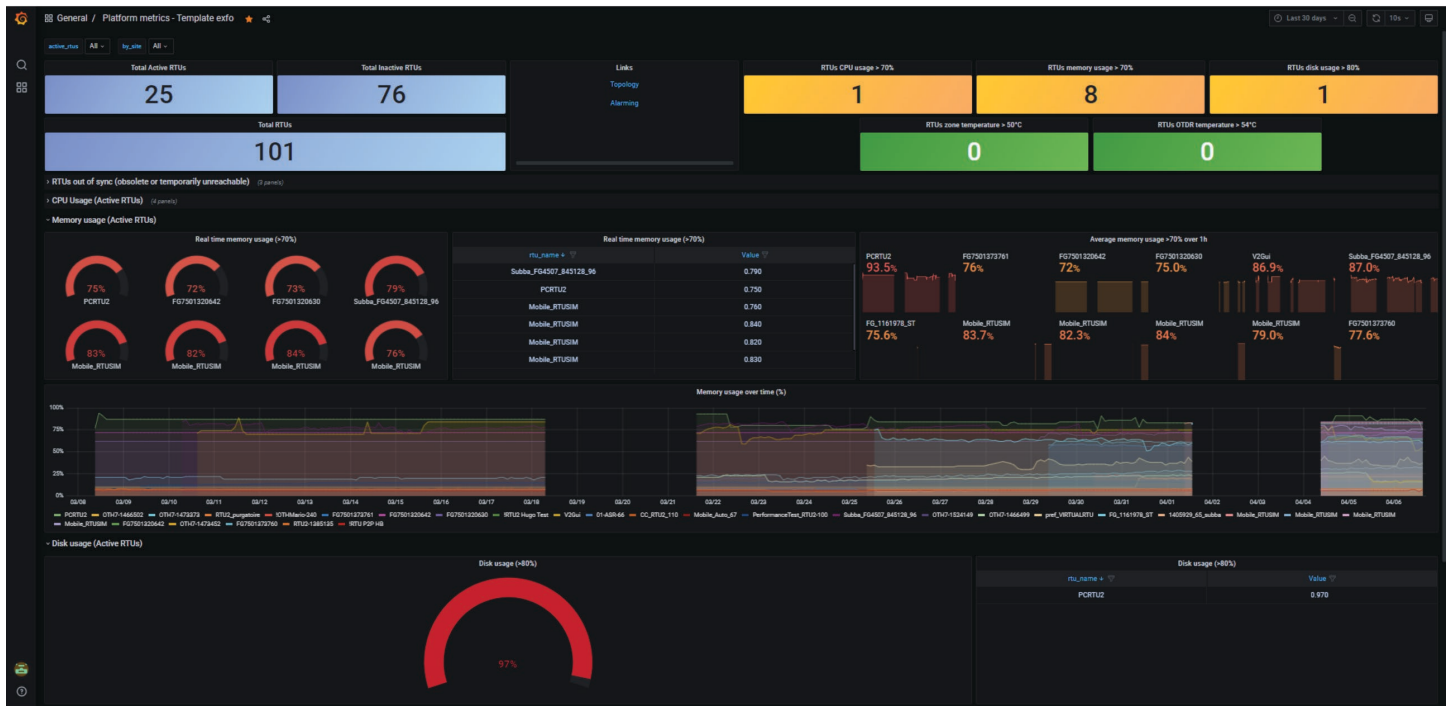 General / Platform metrics - Template exfo
Last 30 days
10s
active_rtus All by_site All
Total Active RTUs
25
Total Inactive RTUs
76
Total RTUs
101
Links
Topology
Alarming
RTUs CPU usage > 70%
1
RTUs memory usage > 70%
8
RTUs disk usage > 80%
1
RTUs zone temperature > 50°C
0
RTUs OTDR temperature > 54°C
0
RTUs out of sync (obsolete or temporarily unreachable) (3 panels)
CPU Usage (Active RTUs) (4 panels)
Memory usage (Active RTUs)
Real time memory usage (>70%)
75% 72% 73% 79%
PCRTU2 FG7501320642 FG7501320630 Subba_FG4507_845128_96
83% 82% 84% 76%
Mobile_RTUSIM Mobile_RTUSIM Mobile_RTUSIM Mobile_RTUSIM
Real time memory usage (>70%)
rtu_name Value
Subba_FG4507_845128_96 0.790
PCRTU2 0.750
Mobile_RTUSIM 0.760
Mobile_RTUSIM 0.840
Mobile_RTUSIM 0.820
Mobile_RTUSIM 0.830
Average memory usage >70% over 1h
PCRTU2 FG7501373761 FG7501320642 FG7501320630 V2Gui Subba_FG4507_845128_96
93.5% 76% 72% 75.0% 86.9% 87.0%
FG_1161978_ST Mobile_RTUSIM Mobile_RTUSIM Mobile_RTUSIM Mobile_RTUSIM FG7501373760
75.6% 83.7% 82.3% 84% 79.0% 77.6%
Memory usage over time (%)
100%
75%
50%
25%
0%
03/08 03/09 03/10 03/11 03/12 03/13 03/14 03/15 03/16 03/17 03/18 03/19 03/20 03/21 03/22 03/23 03/24 03/25 03/26 03/27 03/28 03/29 03/30 03/31 04/01 04/02 04/03 04/04 04/05 04/06
PCRTU2 OTH7-1466502 OTH7-1473373 RTU2_purgatoire !OTHMario-240 FG7501373761 FG7501320642 FG7501320630 !RTU2 Hugo Test V2Gui 01-ASR-66 CC_RTU2_110 Mobile_Auto_67 PerformanceTest_RTU2-100 Subba_FG4507_845128_96 OTH7-1524149 OTH7-1466499 pref_VIRTUALRTU FG_1161978_ST 1405929_65_subba Mobile_RTUSIM Mobile_RTUSIM Mobile_RTUSIM
Mobile_RTUSIM FG7501320642 OTH7-1473452 FG7501373760 RTU2-1385135 !RTU P2P HB
Disk usage (Active RTUs)
Disk usage (>80%)
97%
Disk usage (>80%)
rtu_name Value
PCRTU2 0.970